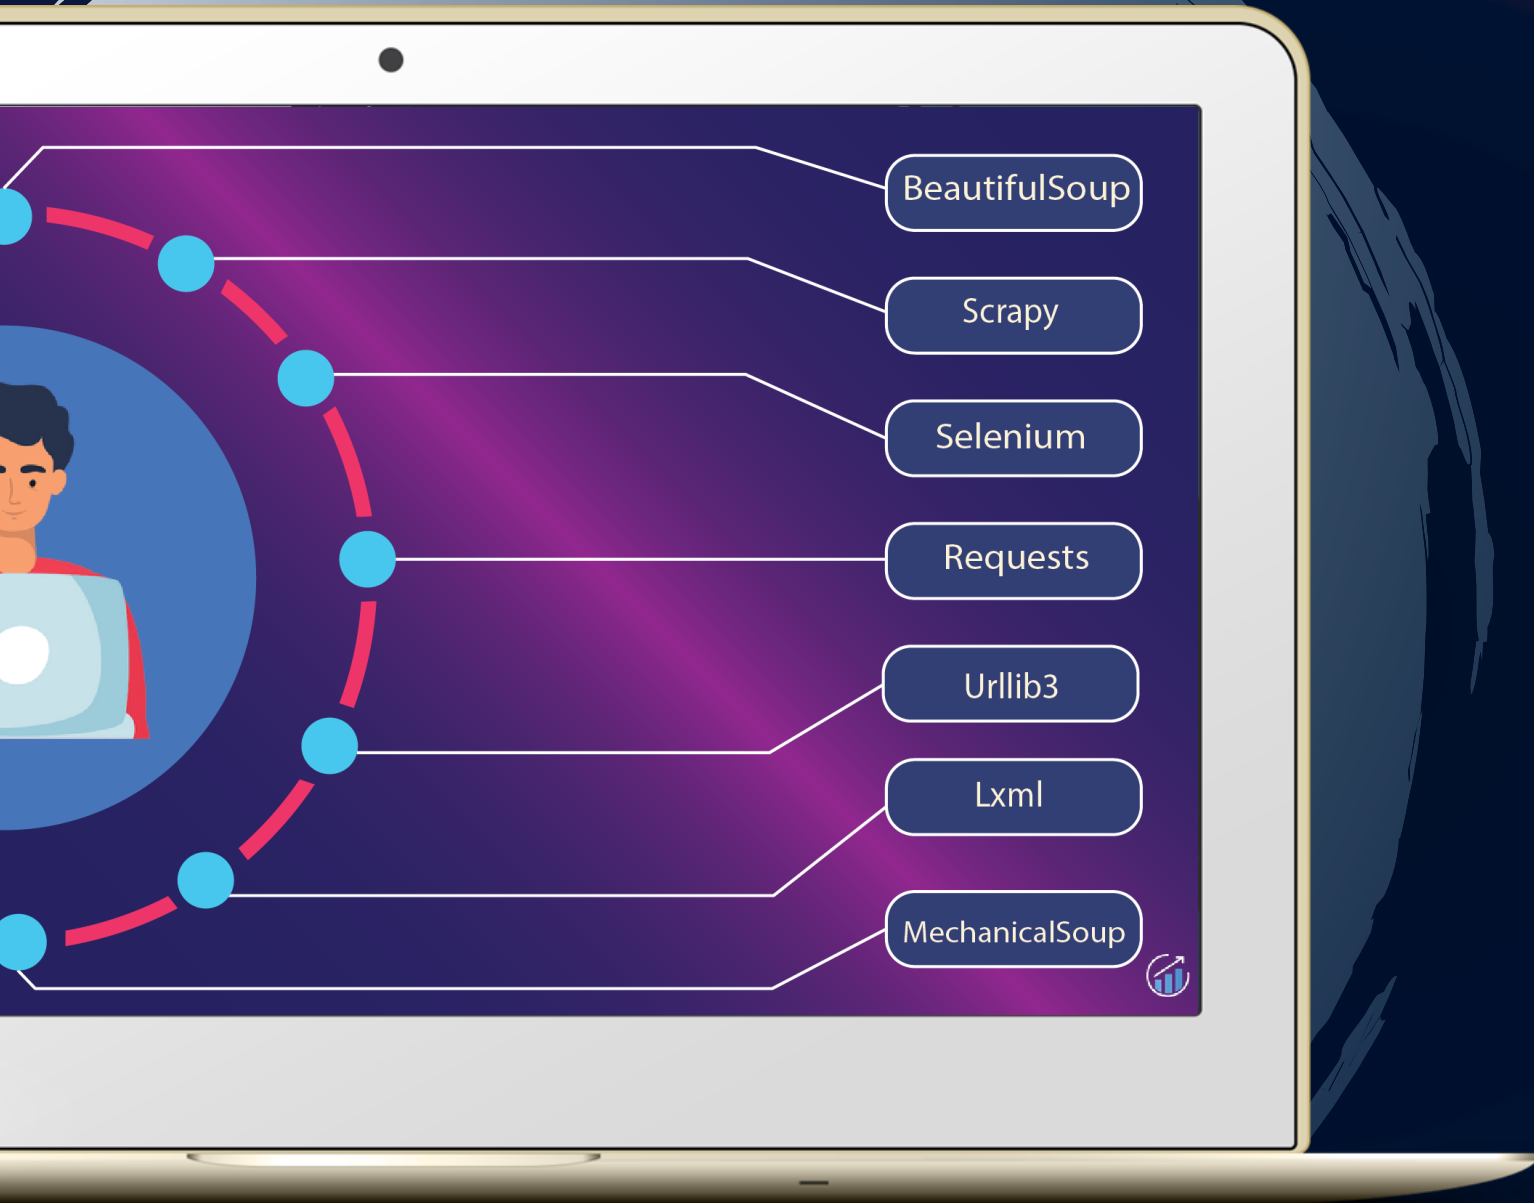 BeautifulSoup
Scrapy
Selenium
Requests
Urllib3
Lxml
MechanicalSoup